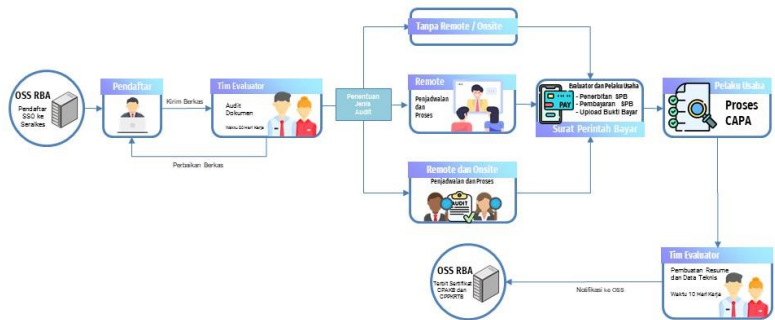 Tanpa Remote / Onsite
OSS RBA
Pendaftar
SSO ke
Seralkes
Pendaftar
Kirim Berkas
Tim Evaluator
Audit
Dokumen
Perbaikan Berkas
Penentuan
Jenis
Audit
Remote
Penjadwalan
dan
Proses
Evaluator dan Pelaku Usaha
PAY
- Penerbitan SPB
- Pembayaran SPB
- Upload Bukti Bayar
Surat Perintah Bayar
Pelaku Usaha
Proses
CAPA
Remote dan Onsite
Penjadwalan dan Proses
AUDIT
OSS RBA
Terbit Sertifikat
CPAKB dan
CPPKRTB
Notifikasi ke OSS
Tim Evaluator
Pembuatan Resume
dan Data Teknis
Waktu 10 Hari Kerja